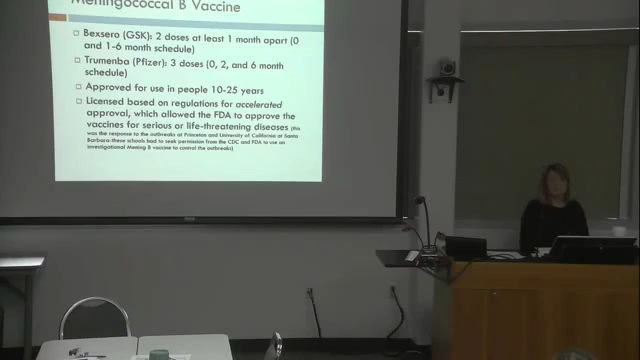 Meningococcal B Vaccine
Bexsero (GSK): 2 doses at least 1 month apart (0
and 1-6 month schedule)
Trumenba (Pfizer): 3 doses (0, 2, and 6 month
schedule)
Approved for use in people 10-25 years
Licensed based on regulations for accelerated
approval, which allowed the FDA to approve the
vaccines for serious or life-threatening diseases (this
was the response to the outbreaks at Princeton and University of California at Santa
Barbara-these schools had to seek permission from the CDC and FDA to use an
investigational Mening B vaccine to control the outbreaks)